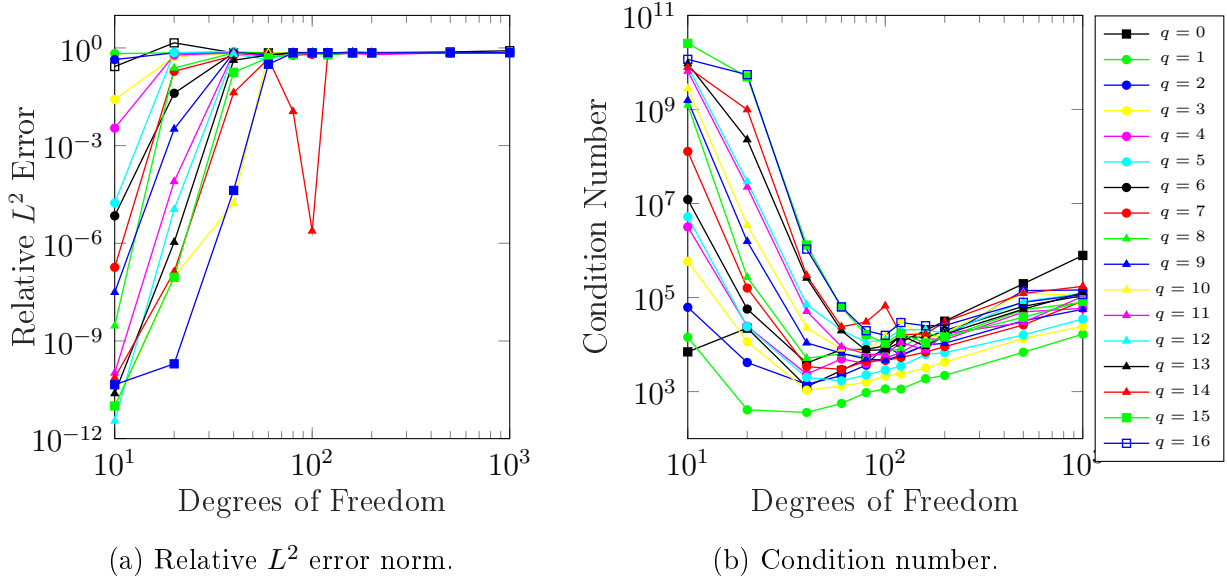 10^0
10^{-3}
10^{-6}
10^{-9}
10^{-12}
10^1
10^2
10^3
Relative L^2 Error
Degrees of Freedom
(a) Relative L^2 error norm.
10^{11}
10^9
10^7
10^5
10^3
10^1
10^2
Condition Number
Degrees of Freedom
(b) Condition number.
q = 0
q = 1
q = 2
q = 3
q = 4
q = 5
q = 6
q = 7
q = 8
q = 9
q = 10
q = 11
q = 12
q = 13
q = 14
q = 15
q = 16